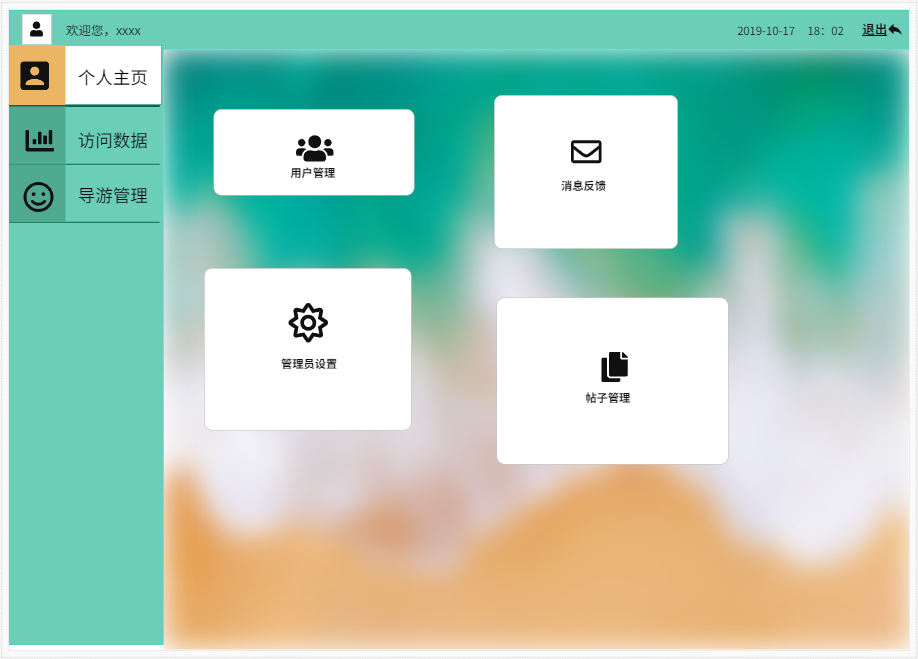 欢迎您，xxxx
2019-10-17 18：02 退出
个人主页
访问数据
导游管理
用户管理
消息反馈
管理员设置
帖子管理